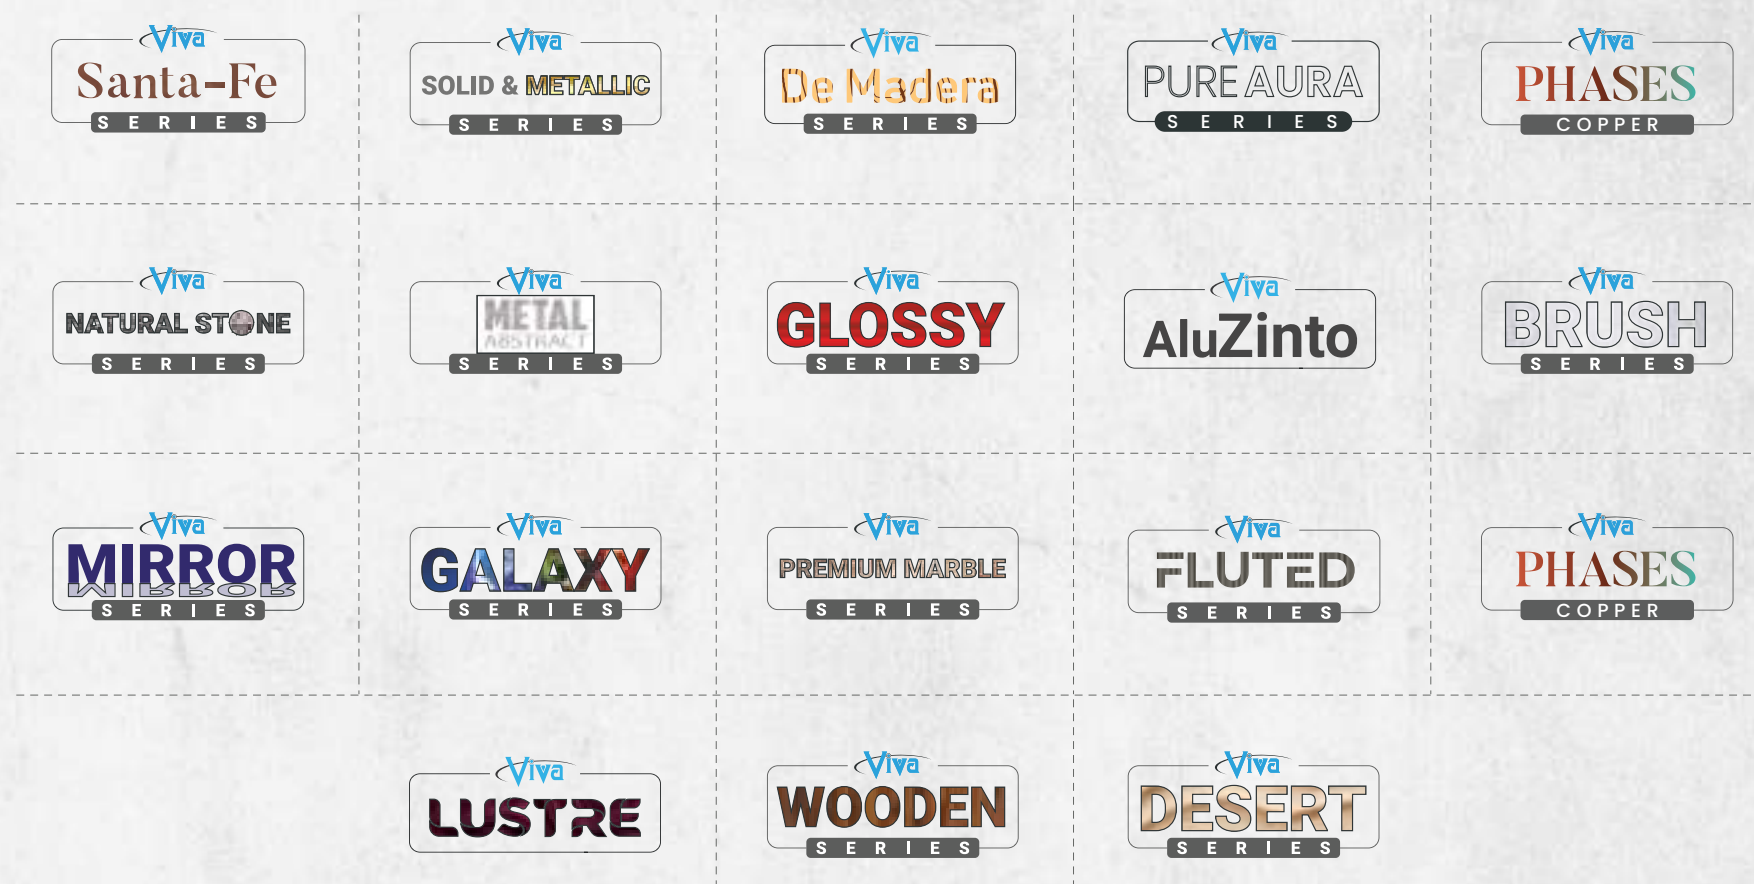 Viva
Santa-Fe
SERIES
Viva
SOLID & METALLIC
SERIES
Viva
De Madera
SERIES
Viva
PURE AURA
SERIES
Viva
PHASES
COPPER
Viva
NATURAL STONE
SERIES
Viva
METAL
ABSTRACT
SERIES
Viva
GLOSSY
SERIES
Viva
AluZinto
Viva
BRUSH
SERIES
Viva
MIRROR
MIRROR
SERIES
Viva
GALAXY
SERIES
Viva
PREMIUM MARBLE
SERIES
Viva
FLUTED
SERIES
Viva
PHASES
COPPER
Viva
LUSTRE
Viva
WOODEN
SERIES
Viva
DESERT
SERIES